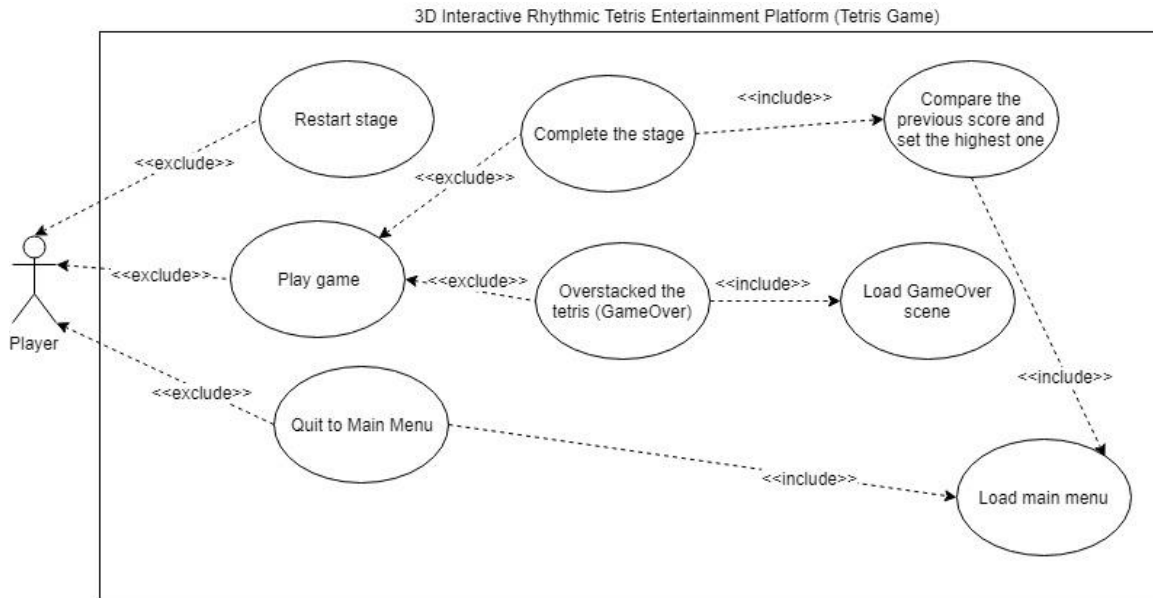 3D Interactive Rhythmic Tetris Entertainment Platform (Tetris Game)
Restart stage
<<exclude>>
Complete the stage
<<exclude>>
<<include>>
Compare the
previous score and
set the highest one
Player
<<exclude>>
Play game
<<exclude>>
Overstacked the
tetris (GameOver)
<<include>>
Load GameOver
scene
<<include>>
<<exclude>>
Quit to Main Menu
<<include>>
Load main menu